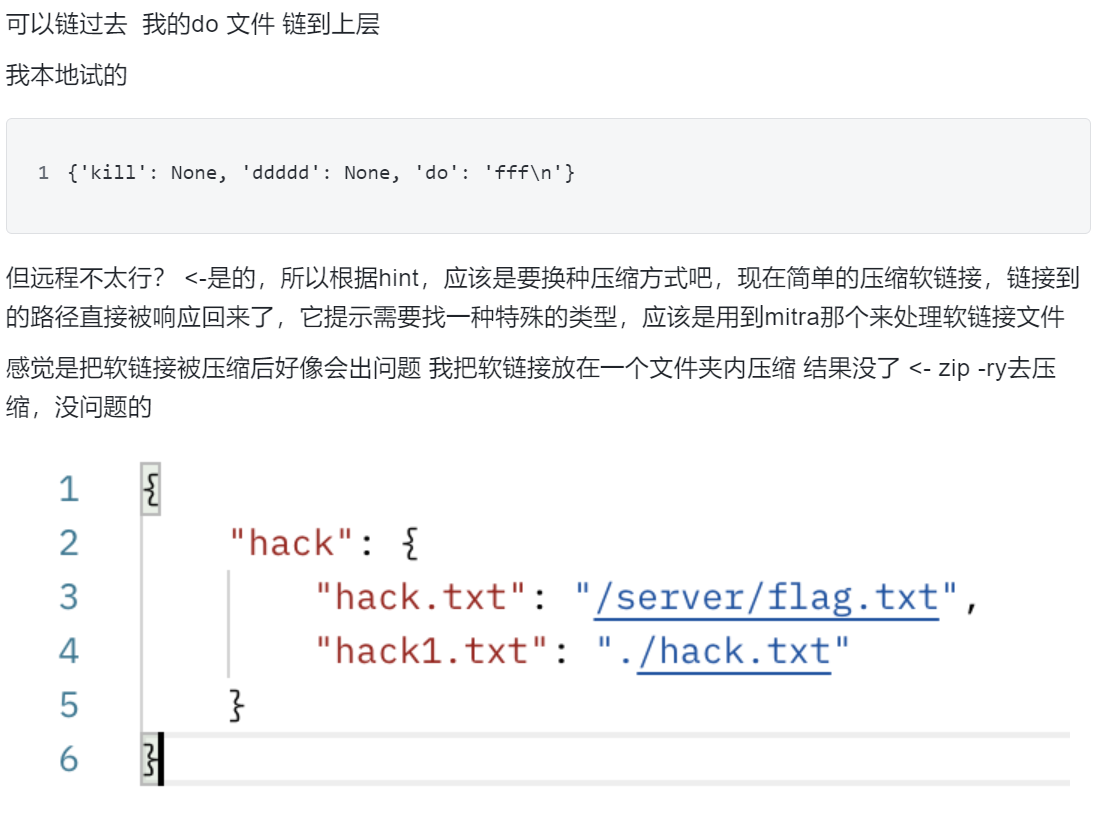 可以链过去  我的do 文件 链到上层
我本地试的
1 {'kill': None, 'ddddd': None, 'do': 'fff\n'}
但远程不太行？ <-是的，所以根据hint，应该是要换种压缩方式吧，现在简单的压缩软链接，链接到
的路径直接被响应回来了，它提示需要找一种特殊的类型，应该是用到mitra那个来处理软链接文件
感觉是把软链接被压缩后好像会出问题 我把软链接放在一个文件夹内压缩 结果没了 <- zip -ry去压
缩，没问题的
1 {
2     "hack": {
3         "hack.txt": "/server/flag.txt",
4         "hack1.txt": "./hack.txt"
5     }
6 }